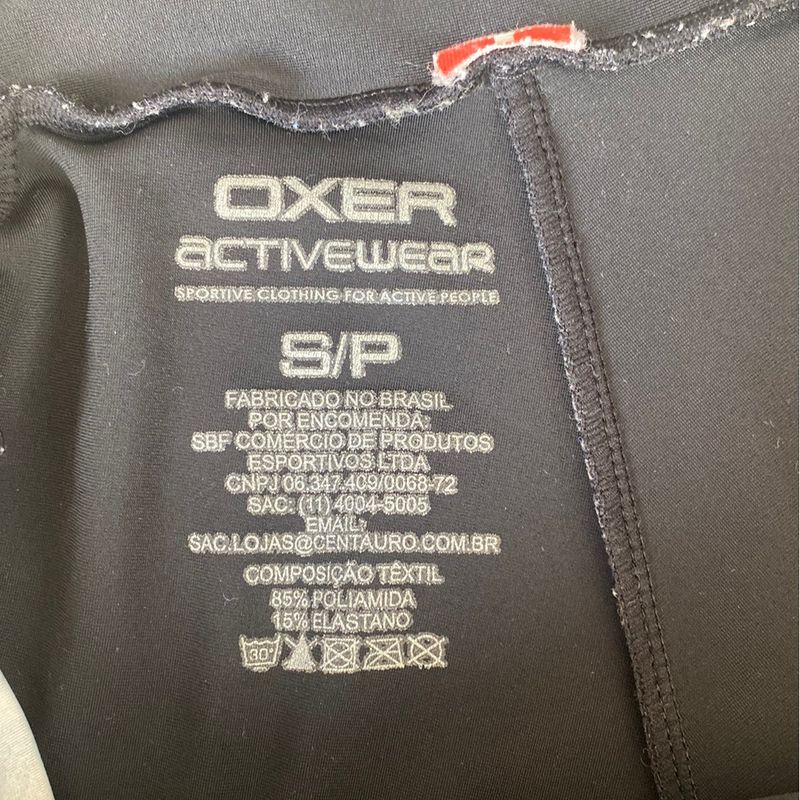 OXER
ACTIVEWEAR
SPORTIVE CLOTHING FOR ACTIVE PEOPLE
S/P
FABRICADO NO BRASIL
POR ENCOMENDA:
SBF COMÉRCIO DE PRODUTOS
ESPORTIVOS LTDA
CNPJ 06.347.409/0068-72
SAC: (11) 4004-5005
EMAIL:
SAC.LOJAS@CENTAURO.COM.BR
COMPOSIÇÃO TÊXTIL
85% POLIAMIDA
15% ELASTANO
30°